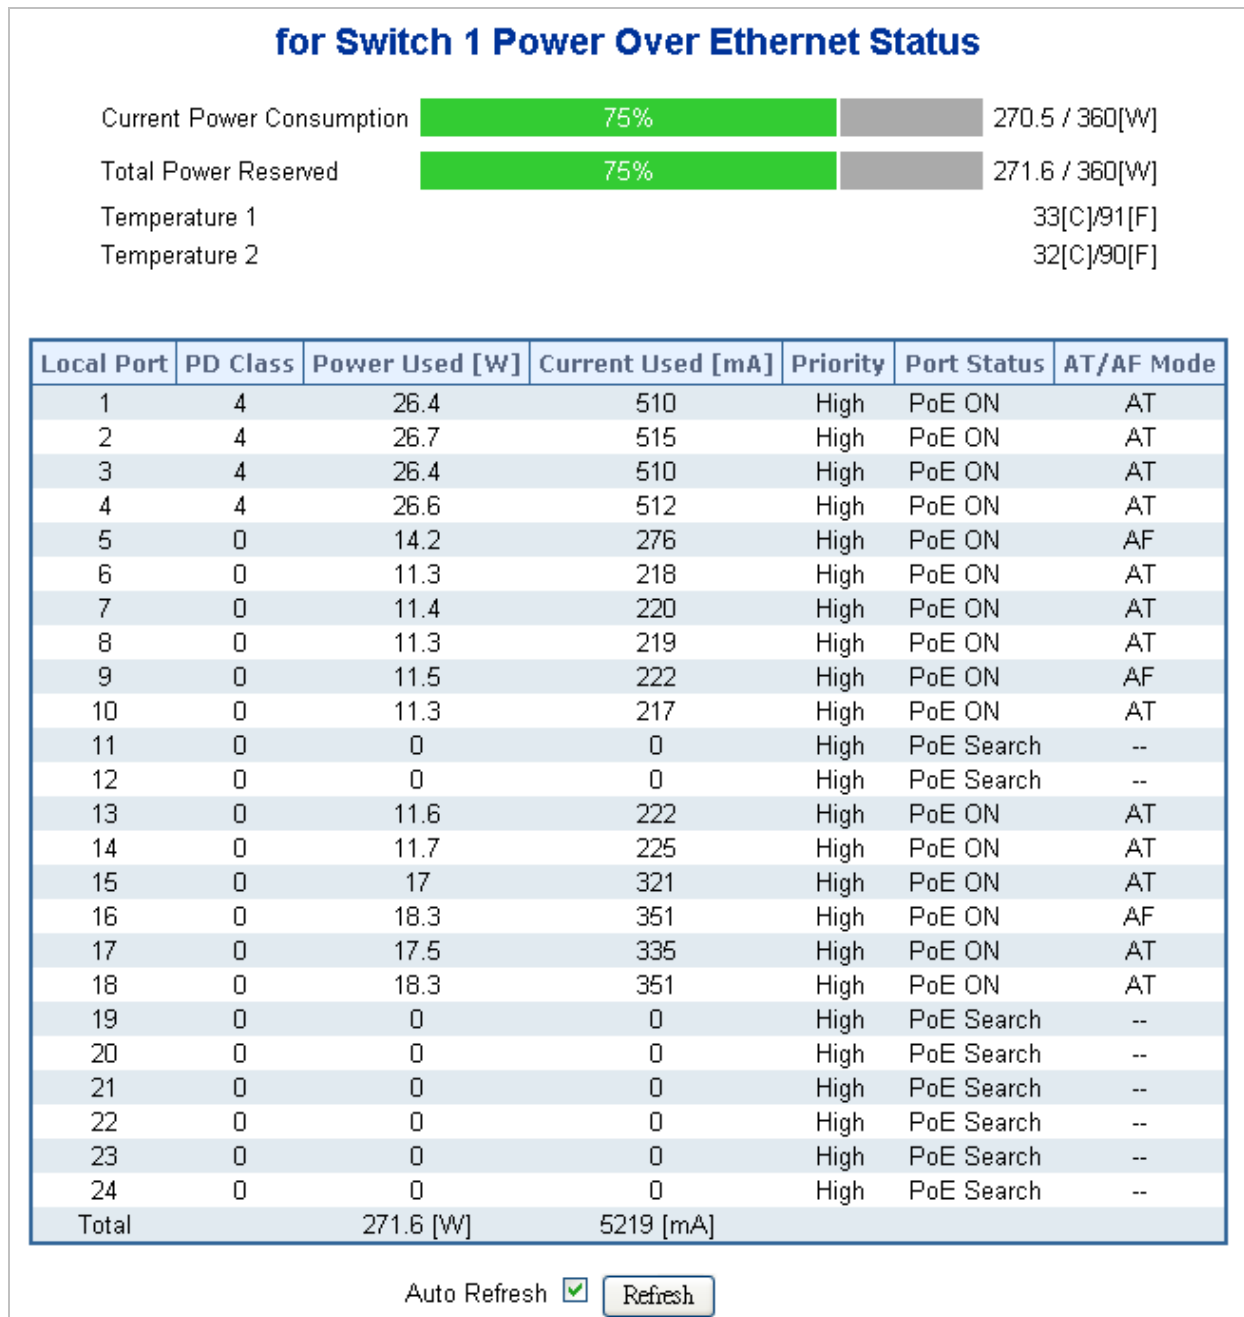 for Switch 1 Power Over Ethernet Status
Current Power Consumption 75% 270.5 / 360[W]
Total Power Reserved 75% 271.6 / 360[W]
Temperature 1 33[C]/91[F]
Temperature 2 32[C]/90[F]
Local Port PD Class Power Used [W] Current Used [mA] Priority Port Status AT/AF Mode
1 4 26.4 510 High PoE ON AT
2 4 26.7 515 High PoE ON AT
3 4 26.4 510 High PoE ON AT
4 4 26.6 512 High PoE ON AT
5 0 14.2 276 High PoE ON AF
6 0 11.3 218 High PoE ON AT
7 0 11.4 220 High PoE ON AT
8 0 11.3 219 High PoE ON AT
9 0 11.5 222 High PoE ON AF
10 0 11.3 217 High PoE ON AT
11 0 0 0 High PoE Search --
12 0 0 0 High PoE Search --
13 0 11.6 222 High PoE ON AT
14 0 11.7 225 High PoE ON AT
15 0 17 321 High PoE ON AT
16 0 18.3 351 High PoE ON AF
17 0 17.5 335 High PoE ON AT
18 0 18.3 351 High PoE ON AT
19 0 0 0 High PoE Search --
20 0 0 0 High PoE Search --
21 0 0 0 High PoE Search --
22 0 0 0 High PoE Search --
23 0 0 0 High PoE Search --
24 0 0 0 High PoE Search --
Total 271.6 [W] 5219 [mA]
Auto Refresh Refresh